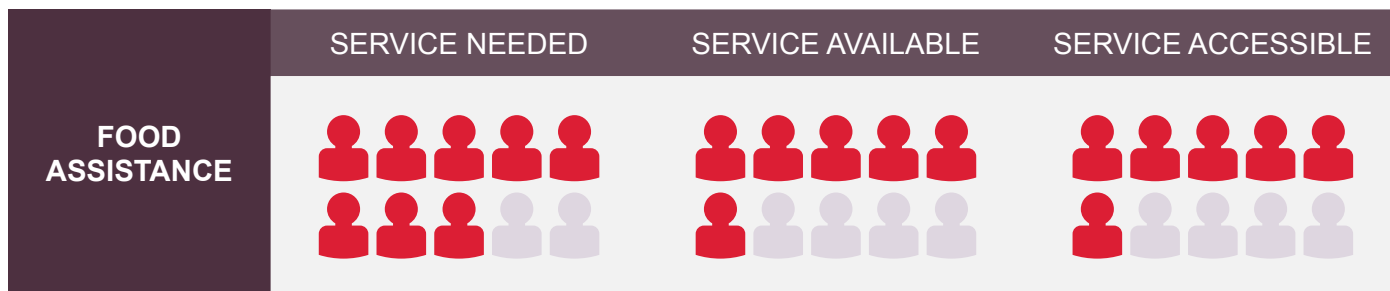 SERVICE NEEDED
SERVICE AVAILABLE
SERVICE ACCESSIBLE
FOOD
ASSISTANCE